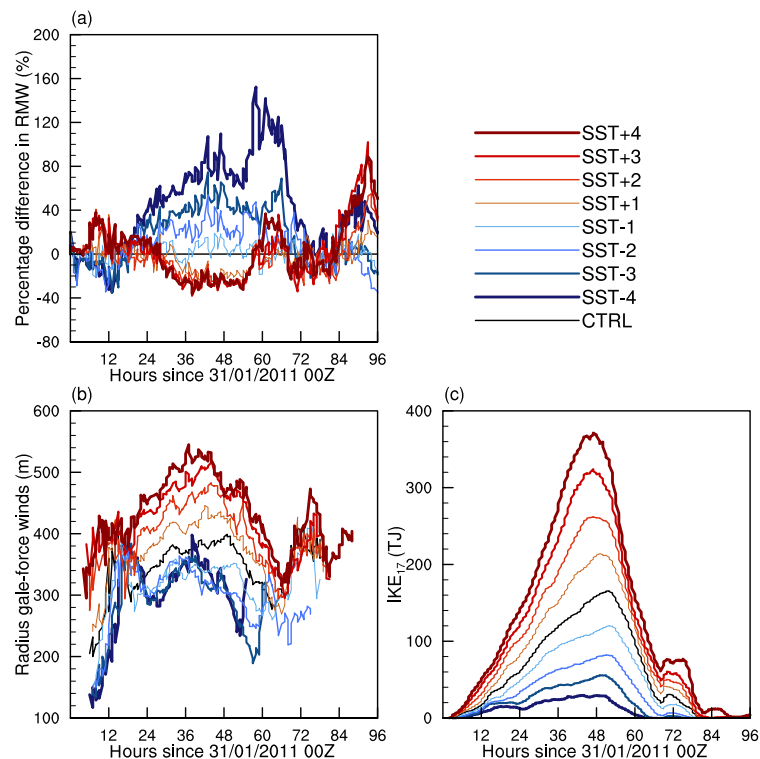 (a)
Percentage difference in RMW (%)
200
160
120
80
40
0
-40
-80
12 24 36 48 60 72 84 96
Hours since 31/01/2011 00Z
SST+4
SST+3
SST+2
SST+1
SST-1
SST-2
SST-3
SST-4
CTRL
(b)
Radius gale-force winds (m)
600
500
400
300
200
100
12 24 36 48 60 72 84 96
Hours since 31/01/2011 00Z
(c)
IKE17 (TJ)
400
300
200
100
0
12 24 36 48 60 72 84 96
Hours since 31/01/2011 00Z